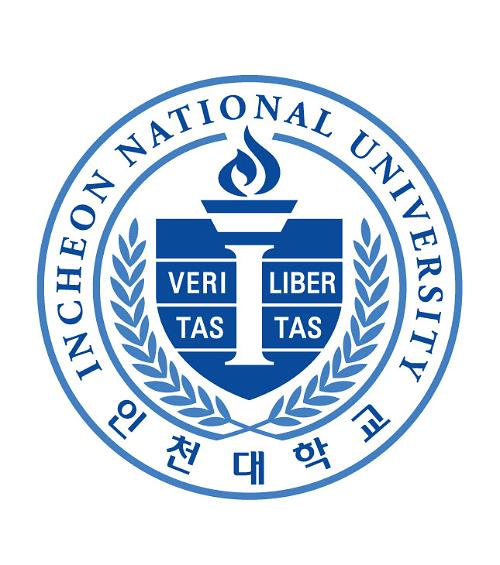 INCHEON NATIONAL UNIVERSITY
VERI LIBER
TAS TAS
인천대학교